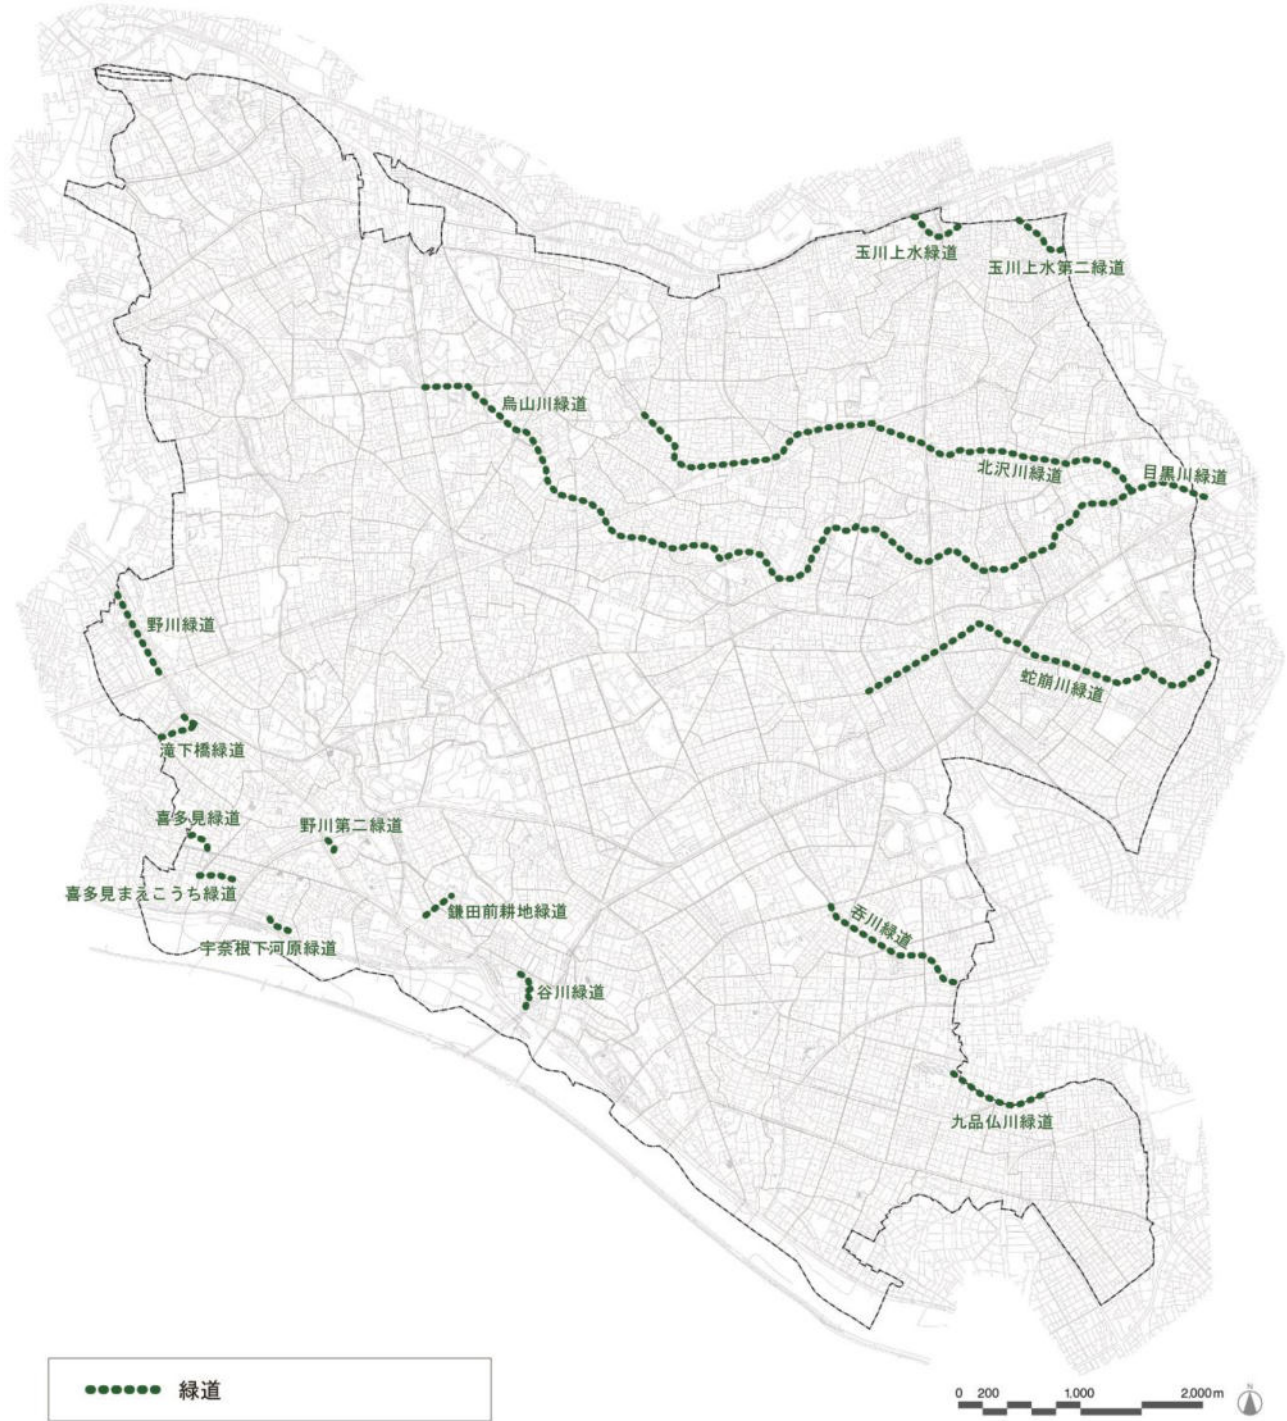 玉川上水緑道
玉川上水第二緑道
烏山川緑道
北沢川緑道
目黒川緑道
野川緑道
蛇崩川緑道
滝下橋緑道
喜多見緑道
野川第二緑道
喜多見まえこうち緑道
鎌田前耕地緑道
呑川緑道
宇奈根下河原緑道
谷川緑道
九品仏川緑道
緑道
0 200 1,000 2,000m
N